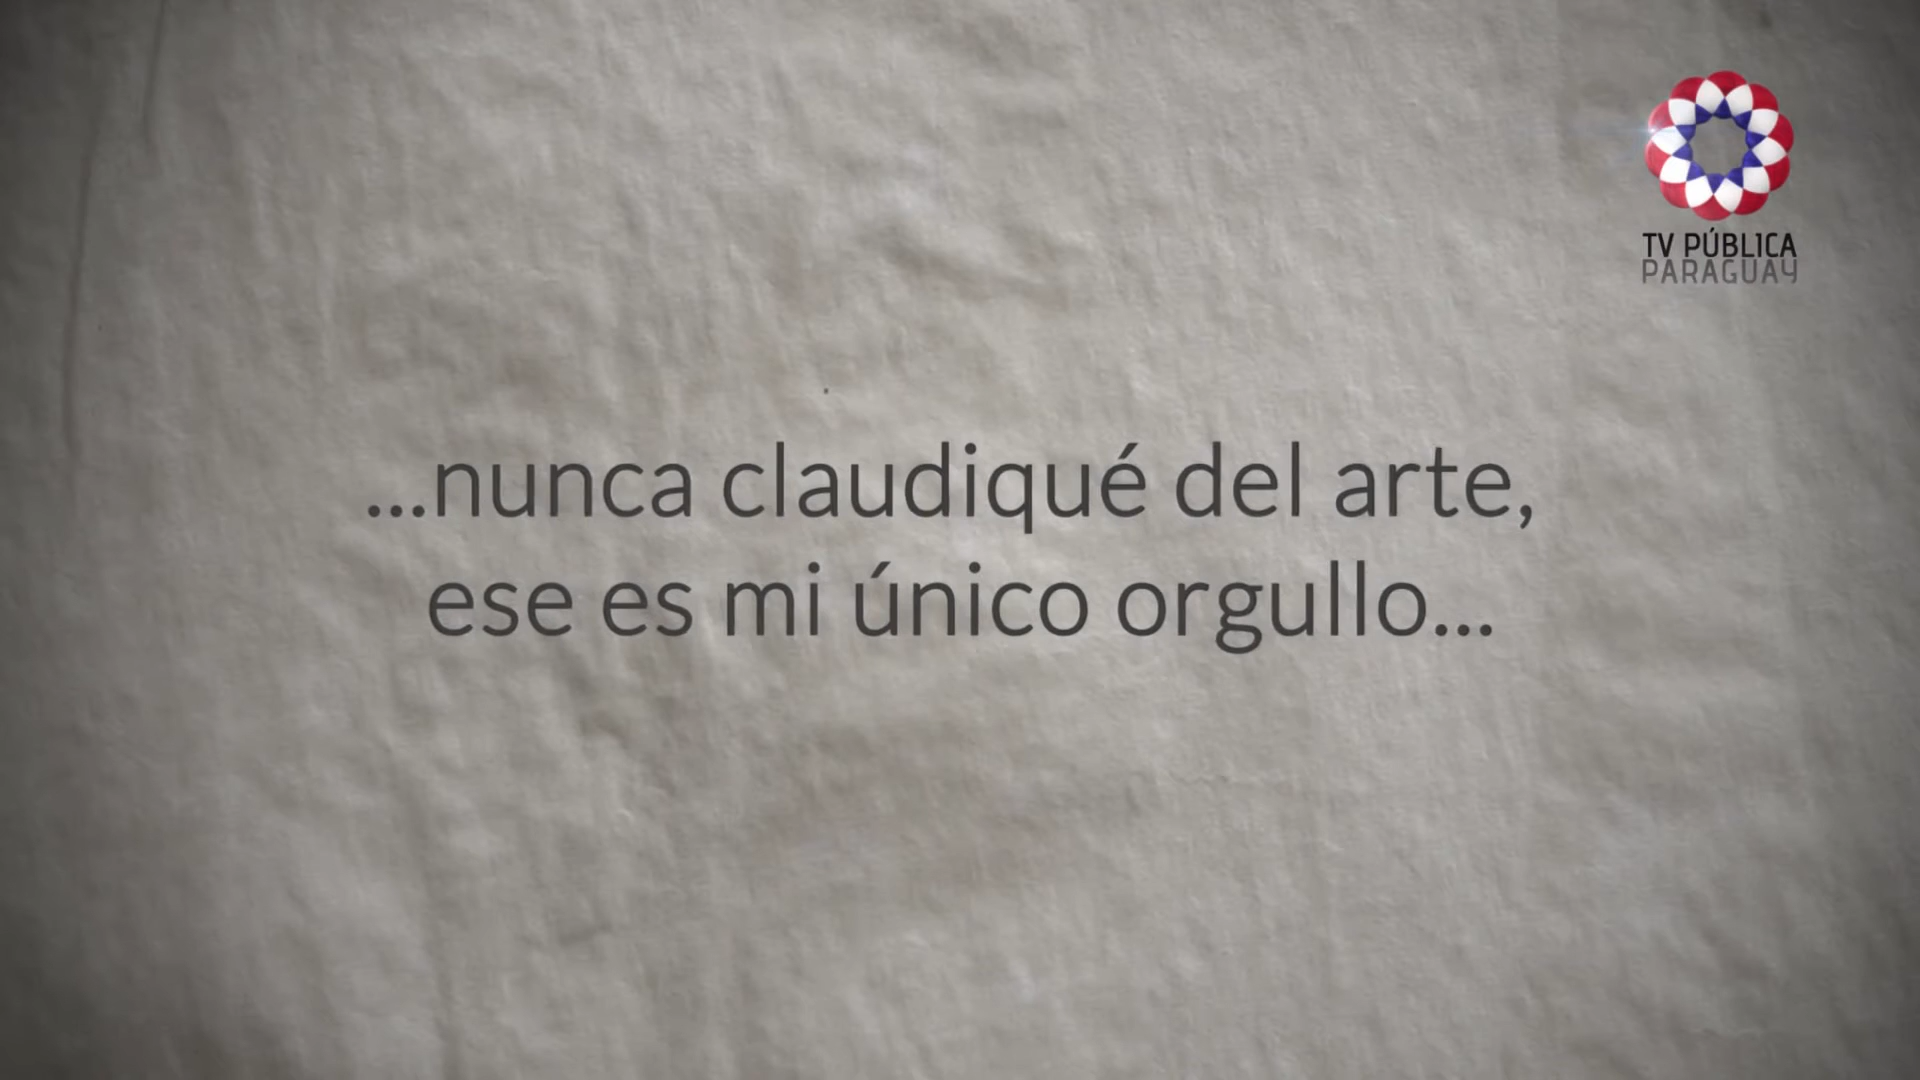 TV PÚBLICA
PARAGUAY
...nunca claudiqué del arte,
ese es mi único orgullo...